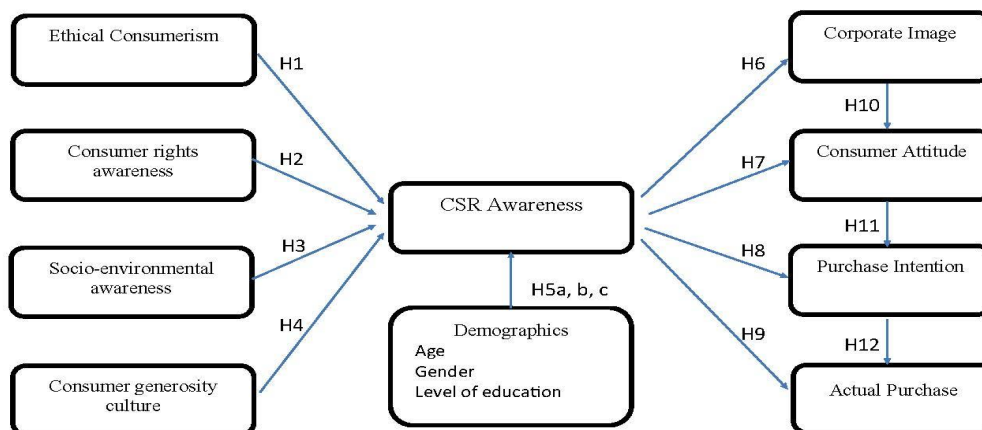 Ethical Consumerism
H1
Consumer rights
awareness
H2
Socio-environmental
awareness
H3
Consumer generosity
culture
H4
CSR Awareness
H5a, b, c
Demographics
Age
Gender
Level of education
H6
H7
H8
H9
Corporate Image
H10
Consumer Attitude
H11
Purchase Intention
H12
Actual Purchase